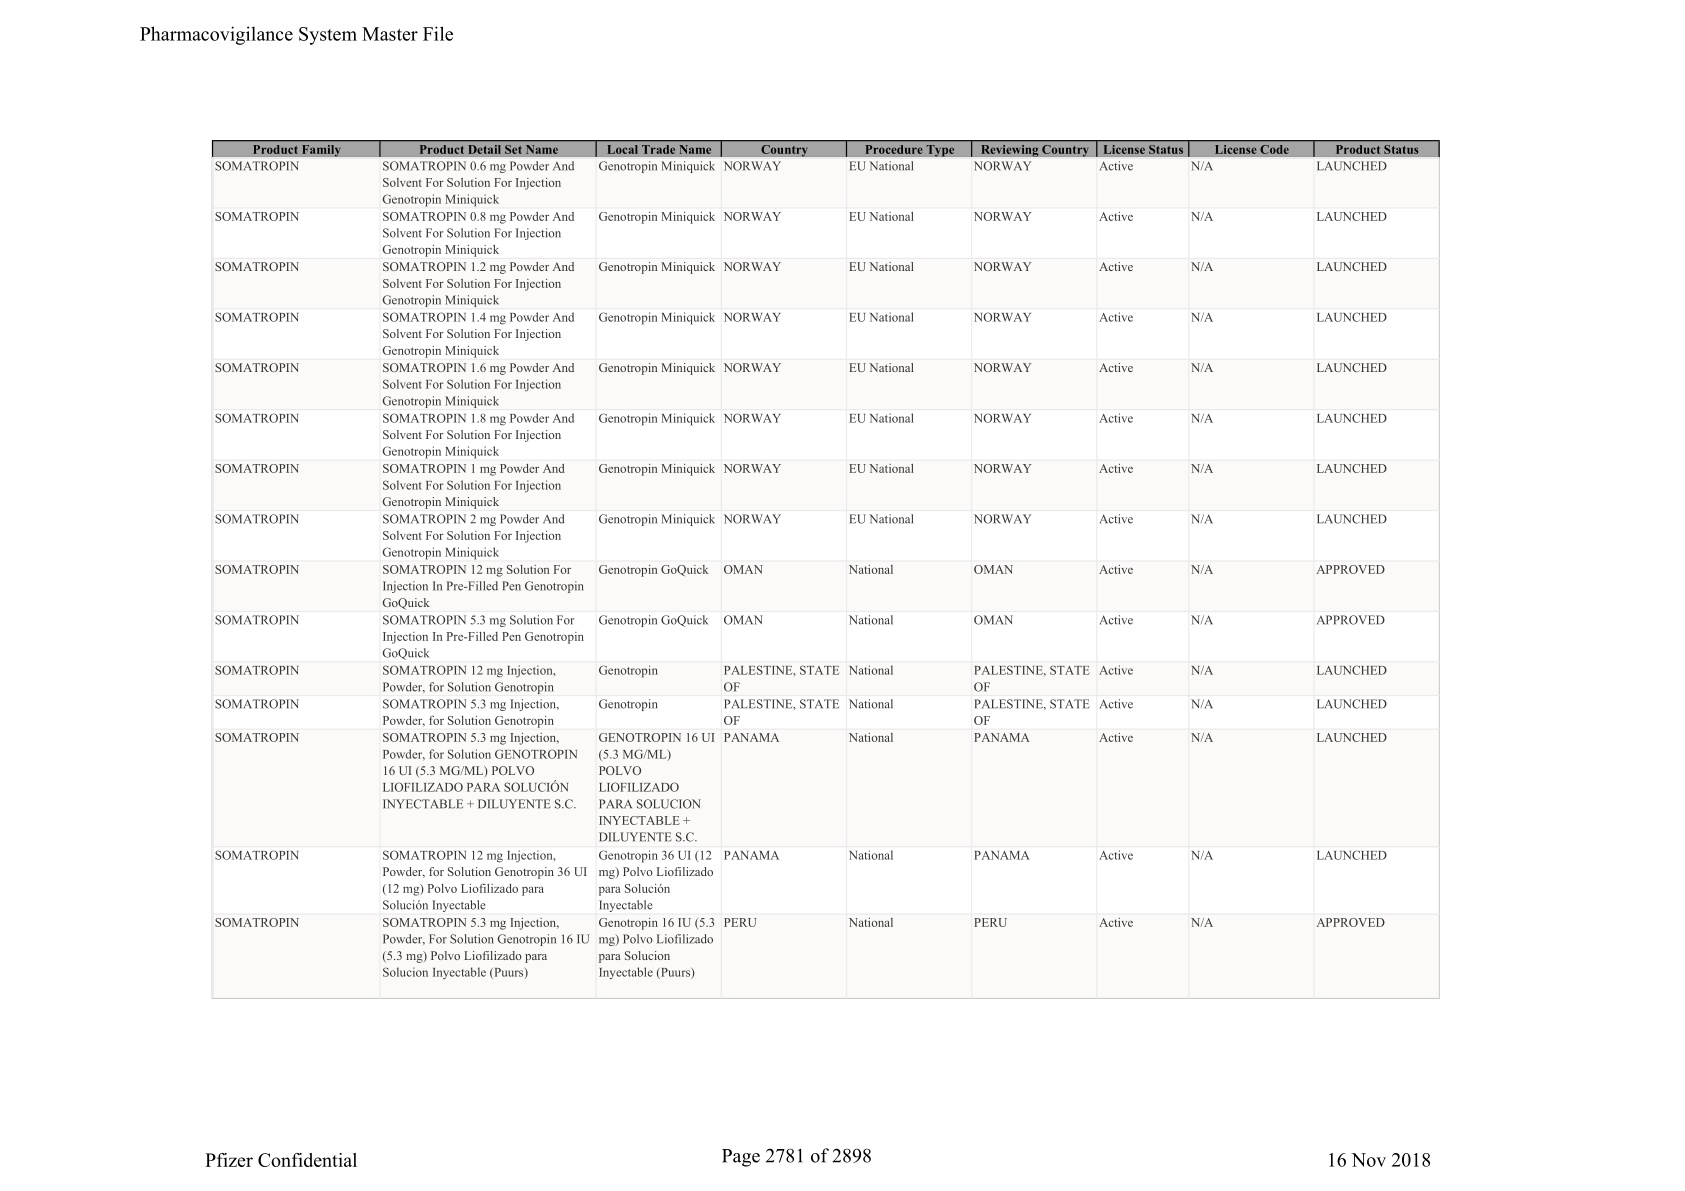 Pharmacovigilance System Master File
Product Family Product Detail Set Name Local Trade Name Country Procedure Type Reviewing Country License Status License Code Product Status
SOMATROPIN SOMATROPIN 0.6 mg Powder And Genotropin Miniquick NORWAY EU National NORWAY Active N/A LAUNCHED
Solvent For Solution For Injection
Genotropin Miniquick
SOMATROPIN SOMATROPIN 0.8 mg Powder And Genotropin Miniquick NORWAY EU National NORWAY Active N/A LAUNCHED
Solvent For Solution For Injection
Genotropin Miniquick
SOMATROPIN SOMATROPIN 1.2 mg Powder And Genotropin Miniquick NORWAY EU National NORWAY Active N/A LAUNCHED
Solvent For Solution For Injection
Genotropin Miniquick
SOMATROPIN SOMATROPIN 1.4 mg Powder And Genotropin Miniquick NORWAY EU National NORWAY Active N/A LAUNCHED
Solvent For Solution For Injection
Genotropin Miniquick
SOMATROPIN SOMATROPIN 1.6 mg Powder And Genotropin Miniquick NORWAY EU National NORWAY Active N/A LAUNCHED
Solvent For Solution For Injection
Genotropin Miniquick
SOMATROPIN SOMATROPIN 1.8 mg Powder And Genotropin Miniquick NORWAY EU National NORWAY Active N/A LAUNCHED
Solvent For Solution For Injection
Genotropin Miniquick
SOMATROPIN SOMATROPIN 1 mg Powder And Genotropin Miniquick NORWAY EU National NORWAY Active N/A LAUNCHED
Solvent For Solution For Injection
Genotropin Miniquick
SOMATROPIN SOMATROPIN 2 mg Powder And Genotropin Miniquick NORWAY EU National NORWAY Active N/A LAUNCHED
Solvent For Solution For Injection
Genotropin Miniquick
SOMATROPIN SOMATROPIN 12 mg Solution For Genotropin GoQuick OMAN National OMAN Active N/A APPROVED
Injection In Pre-Filled Pen Genotropin
GoQuick
SOMATROPIN SOMATROPIN 5.3 mg Solution For Genotropin GoQuick OMAN National OMAN Active N/A APPROVED
Injection In Pre-Filled Pen Genotropin
GoQuick
SOMATROPIN SOMATROPIN 12 mg Injection, Genotropin PALESTINE, STATE National PALESTINE, STATE Active N/A LAUNCHED
Powder, for Solution Genotropin OF OF
SOMATROPIN SOMATROPIN 5.3 mg Injection, Genotropin PALESTINE, STATE National PALESTINE, STATE Active N/A LAUNCHED
Powder, for Solution Genotropin OF OF
SOMATROPIN SOMATROPIN 5.3 mg Injection, GENOTROPIN 16 UI PANAMA National PANAMA Active N/A LAUNCHED
Powder, for Solution GENOTROPIN (5.3 MG/ML)
16 UI (5.3 MG/ML) POLVO POLVO
LIOFILIZADO PARA SOLUCIÓN LIOFILIZADO
INYECTABLE + DILUYENTE S.C. PARA SOLUCION
INYECTABLE +
DILUYENTE S.C.
SOMATROPIN SOMATROPIN 12 mg Injection, Genotropin 36 UI (12 PANAMA National PANAMA Active N/A LAUNCHED
Powder, for Solution Genotropin 36 UI mg) Polvo Liofilizado
(12 mg) Polvo Liofilizado para para Solución
Solución Inyectable Inyectable
SOMATROPIN SOMATROPIN 5.3 mg Injection, Genotropin 16 IU (5.3 PERU National PERU Active N/A APPROVED
Powder, For Solution Genotropin 16 IU mg) Polvo Liofilizado
(5.3 mg) Polvo Liofilizado para para Solucion
Solucion Inyectable (Puurs) Inyectable (Puurs)
Pfizer Confidential Page 2781 of 2898 16 Nov 2018